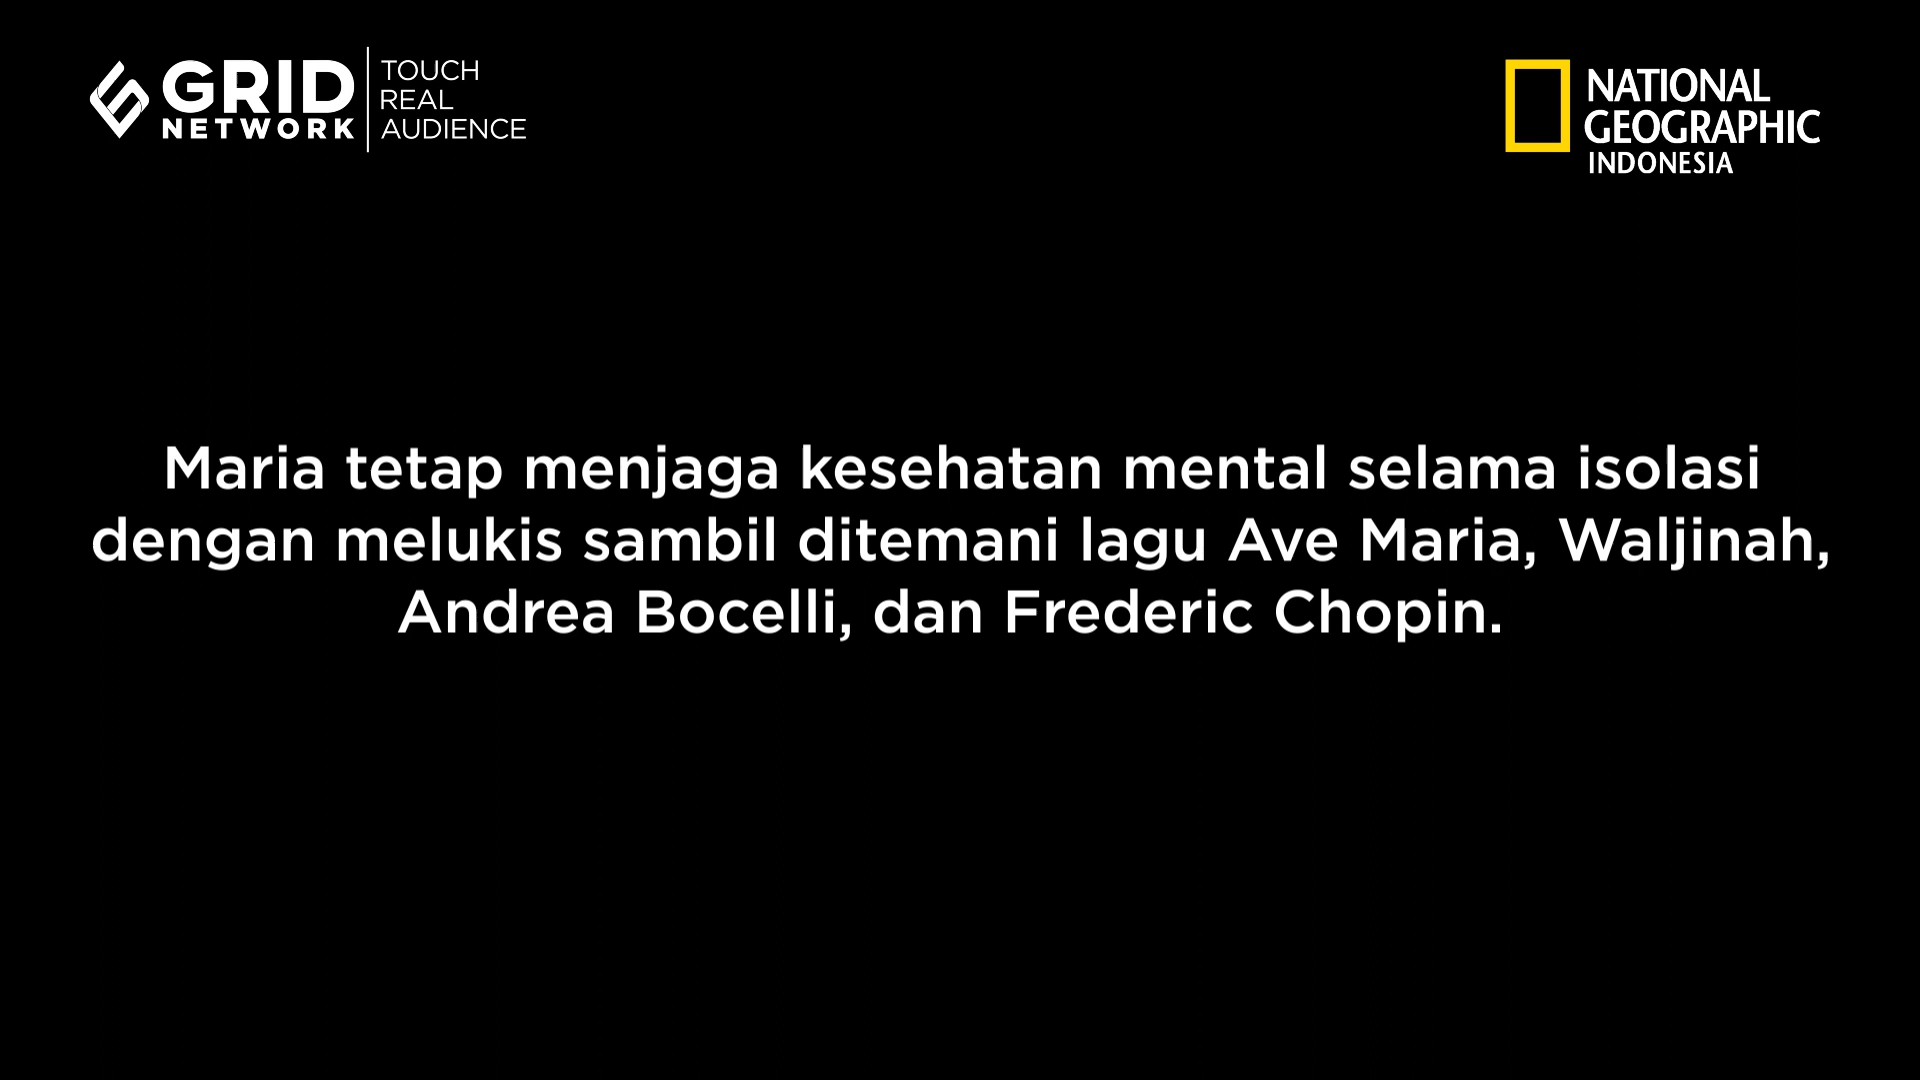 GRID
NETWORK
TOUCH
REAL
AUDIENCE
NATIONAL
GEOGRAPHIC
INDONESIA
Maria tetap menjaga kesehatan mental selama isolasi
dengan melukis sambil ditemani lagu Ave Maria, Waljinah,
Andrea Bocelli, dan Frederic Chopin.